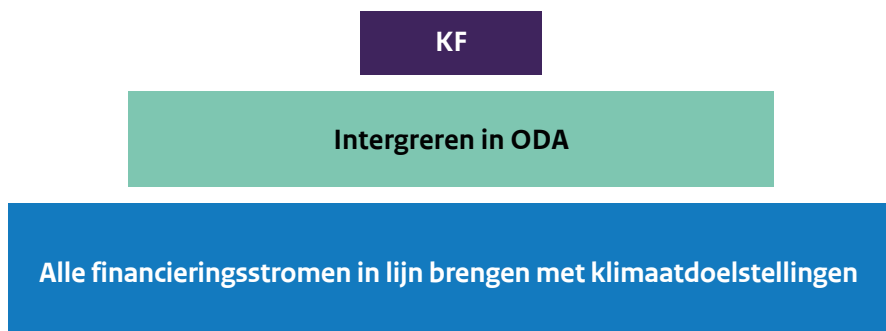 KF
Intergreren in ODA
Alle financieringsstromen in lijn brengen met klimaatdoelstellingen